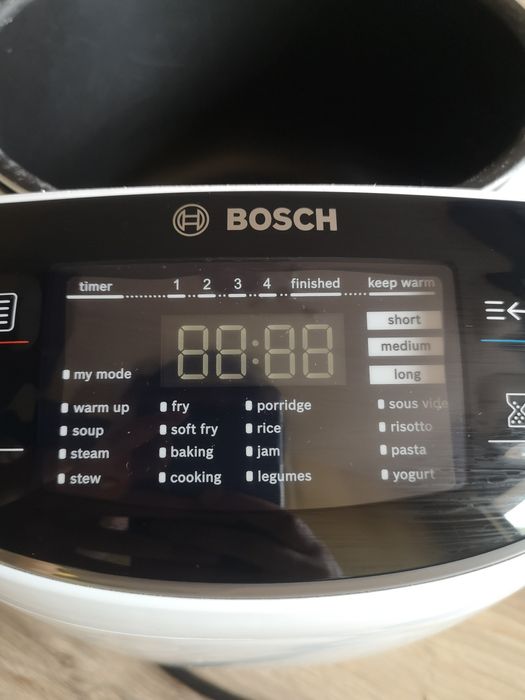 BOSCH
timer 1 2 3 4 finished keep warm
88:88
short
medium
long
my mode
warm up fry porridge sous vide
soup soft fry rice risotto
steam baking jam pasta
stew cooking legumes yogurt